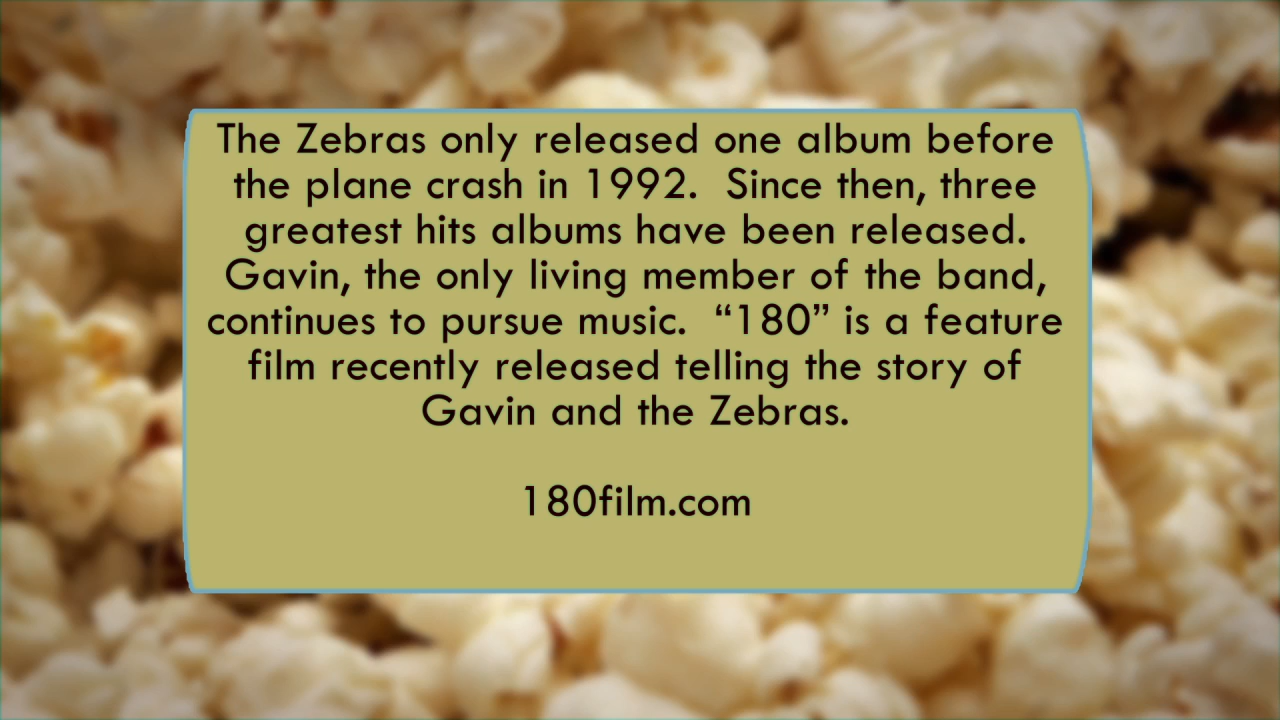 The Zebras only released one album before
the plane crash in 1992.  Since then, three
greatest hits albums have been released.
Gavin, the only living member of the band,
continues to pursue music.  “180” is a feature
film recently released telling the story of
Gavin and the Zebras.
180film.com